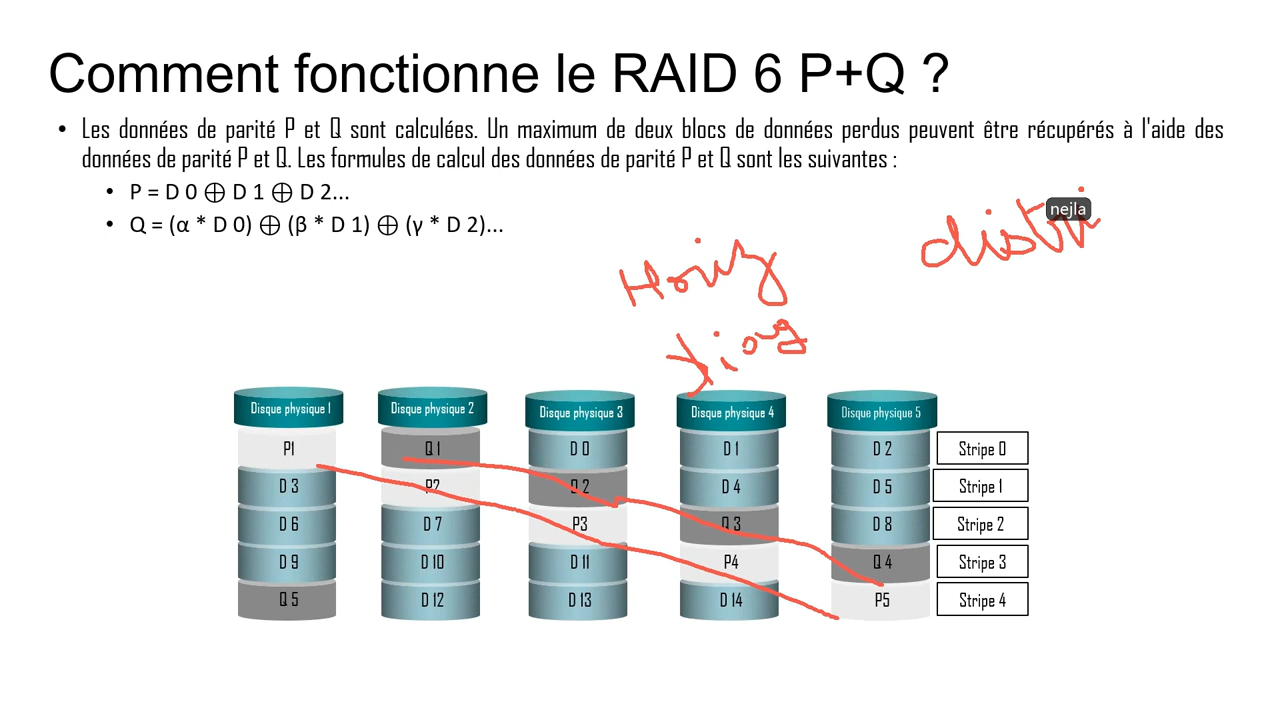 Comment fonctionne le RAID 6 P+Q ?
• Les données de parité P et Q sont calculées. Un maximum de deux blocs de données perdus peuvent être récupérés à l'aide des
données de parité P et Q. Les formules de calcul des données de parité P et Q sont les suivantes :
• P = D 0 ⊕ D 1 ⊕ D 2...
• Q = (α * D 0) ⊕ (β * D 1) ⊕ (γ * D 2)...
nejla
distri
Horiz
diag
Disque physique 1 Disque physique 2 Disque physique 3 Disque physique 4 Disque physique 5
P1 Q 1 D 0 D 1 D 2 Stripe 0
D 3 P2 Q 2 D 4 D 5 Stripe 1
D 6 D 7 P3 Q 3 D 8 Stripe 2
D 9 D 10 D 11 P4 Q 4 Stripe 3
Q 5 D 12 D 13 D 14 P5 Stripe 4